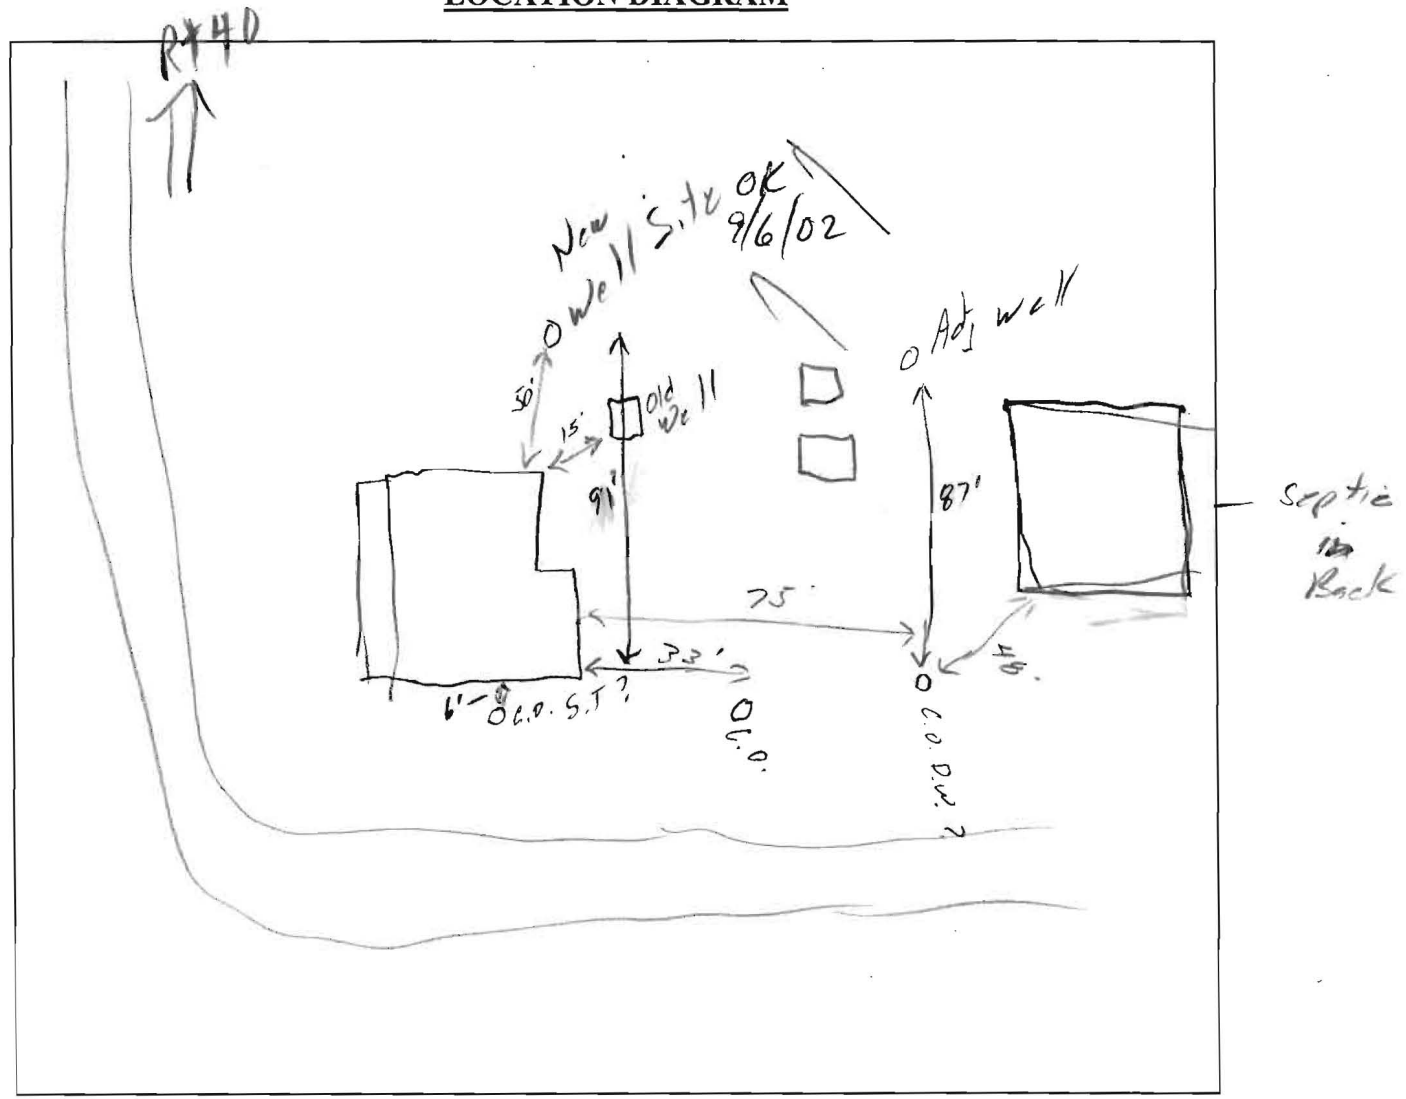 LOCATION DIAGRAM
Rt 40
New
Well Site OK
9/6/02
Adj Well
50'
15'
Old
Well
91'
87'
Septic
in
Back
75'
33'
48'
6'
C.O. S.T?
C.O.
C.O. D.W.?